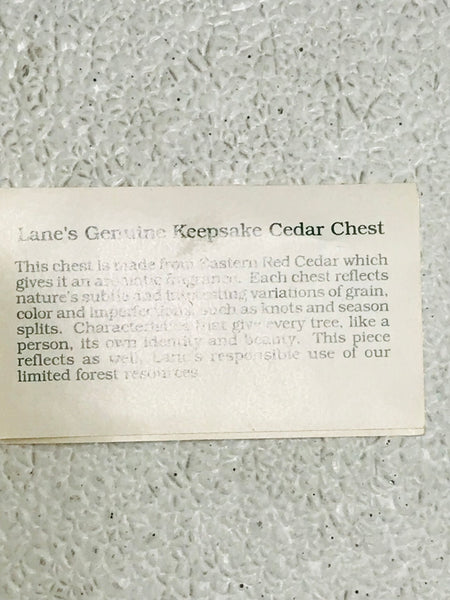 Lane's Genuine Keepsake Cedar Chest
This chest is made from Eastern Red Cedar which
gives it an aromatic fragrance. Each chest reflects
nature's subtle and interesting variations of grain,
color and imperfections, such as knots and season
splits. Characteristics that give every tree, like a
person, its own identity and beauty. This piece
reflects as well, Lane's responsible use of our
limited forest resources.